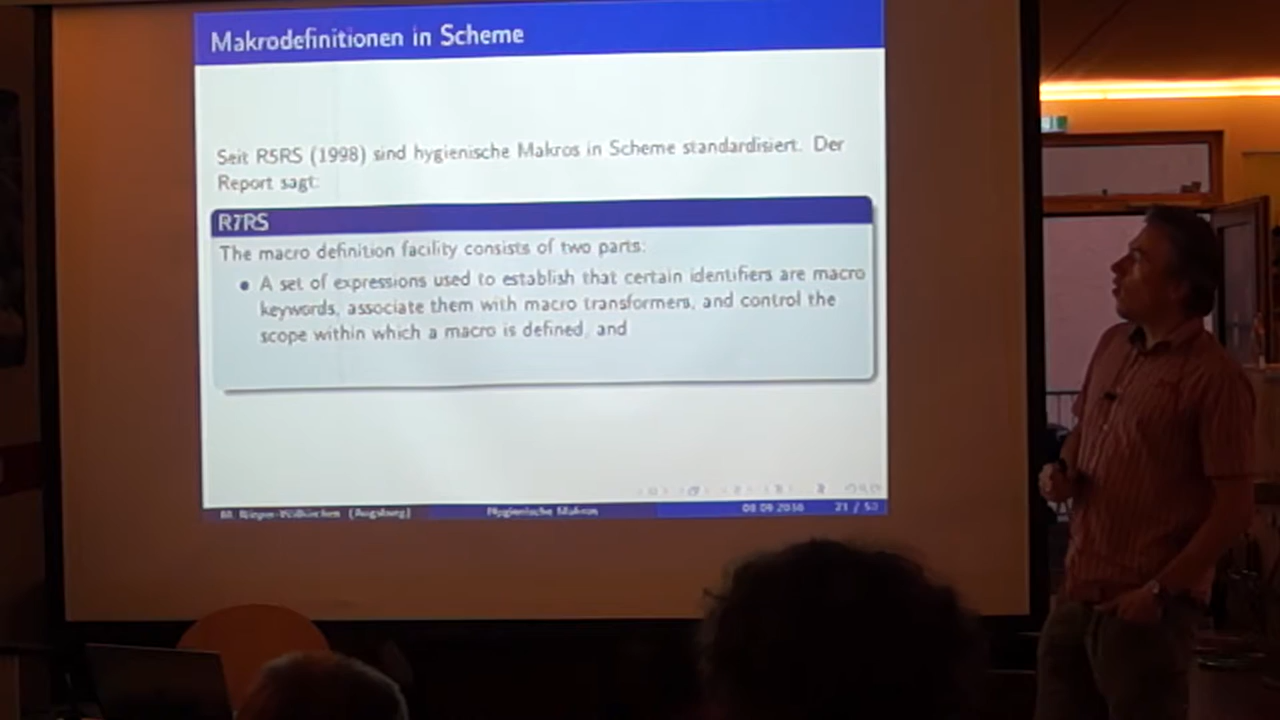 Makrodefinitionen in Scheme
Seit R5RS (1998) sind hygienische Makros in Scheme standardisiert. Der
Report sagt:
R7RS
The macro definition facility consists of two parts:
• A set of expressions used to establish that certain identifiers are macro
keywords, associate them with macro transformers, and control the
scope within which a macro is defined, and
(Augsburg) Hygienische Makros 21 /